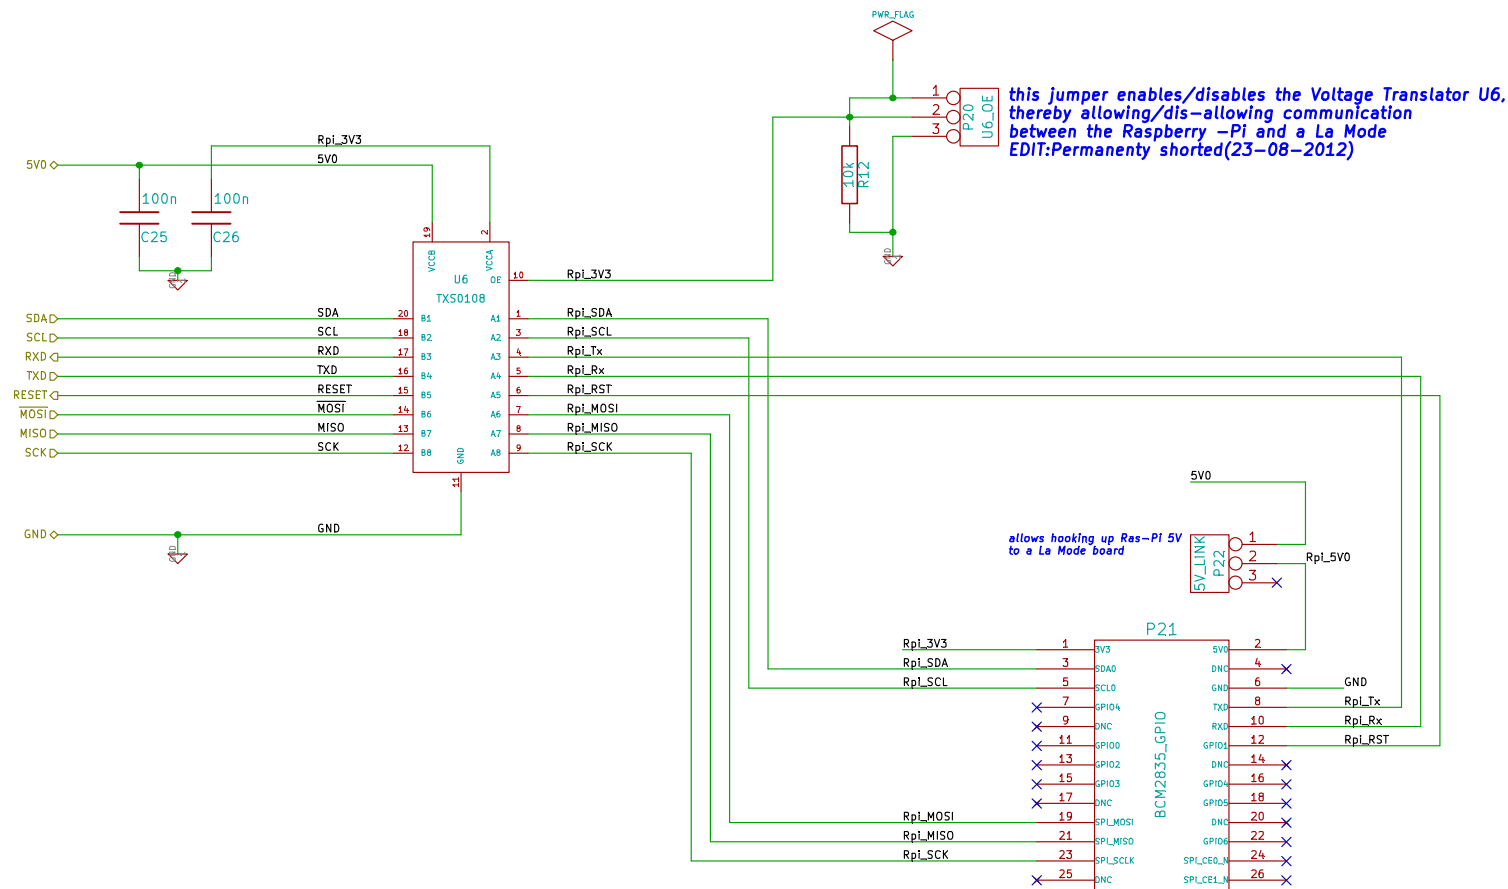 PWR_FLAG
1
2
3
P20
U6_OE
this jumper enables/disables the Voltage Translator U6,
thereby allowing/dis-allowing communication
between the Raspberry -Pi and a La Mode
EDIT:Permanenty shorted(23-08-2012)
10k
R12
GND
Rpi_3V3
5V0
5V0
100n
C25
100n
C26
GND
19
VCCB
2
VCCA
U6
TXS0108
OE
10
Rpi_3V3
SDA
SDA
20
B1
A1
1
Rpi_SDA
SCL
SCL
18
B2
A2
3
Rpi_SCL
RXD
RXD
17
B3
A3
4
Rpi_Tx
TXD
TXD
16
B4
A4
5
Rpi_Rx
RESET
RESET
15
B5
A5
6
Rpi_RST
MOSI
MOSI
14
B6
A6
7
Rpi_MOSI
MISO
MISO
13
B7
A7
8
Rpi_MISO
SCK
SCK
12
B8
A8
9
Rpi_SCK
GND
11
GND
GND
GND
5V0
allows hooking up Ras-Pi 5V
to a La Mode board
5V_LINK
P22
1
2
3
Rpi_5V0
P21
BCM2835_GPIO
Rpi_3V3
1
3V3
5V0
2
Rpi_SDA
3
SDA0
DNC
4
Rpi_SCL
5
SCL0
GND
6
GND
7
GPIO4
TXD
8
Rpi_Tx
9
DNC
RXD
10
Rpi_Rx
11
GPIO0
GPIO1
12
Rpi_RST
13
GPIO2
DNC
14
15
GPIO3
GPIO4
16
17
DNC
GPIO5
18
Rpi_MOSI
19
SPI_MOSI
DNC
20
Rpi_MISO
21
SPI_MISO
GPIO6
22
Rpi_SCK
23
SPI_SCLK
SPI_CE0_N
24
25
DNC
SPI_CE1_N
26